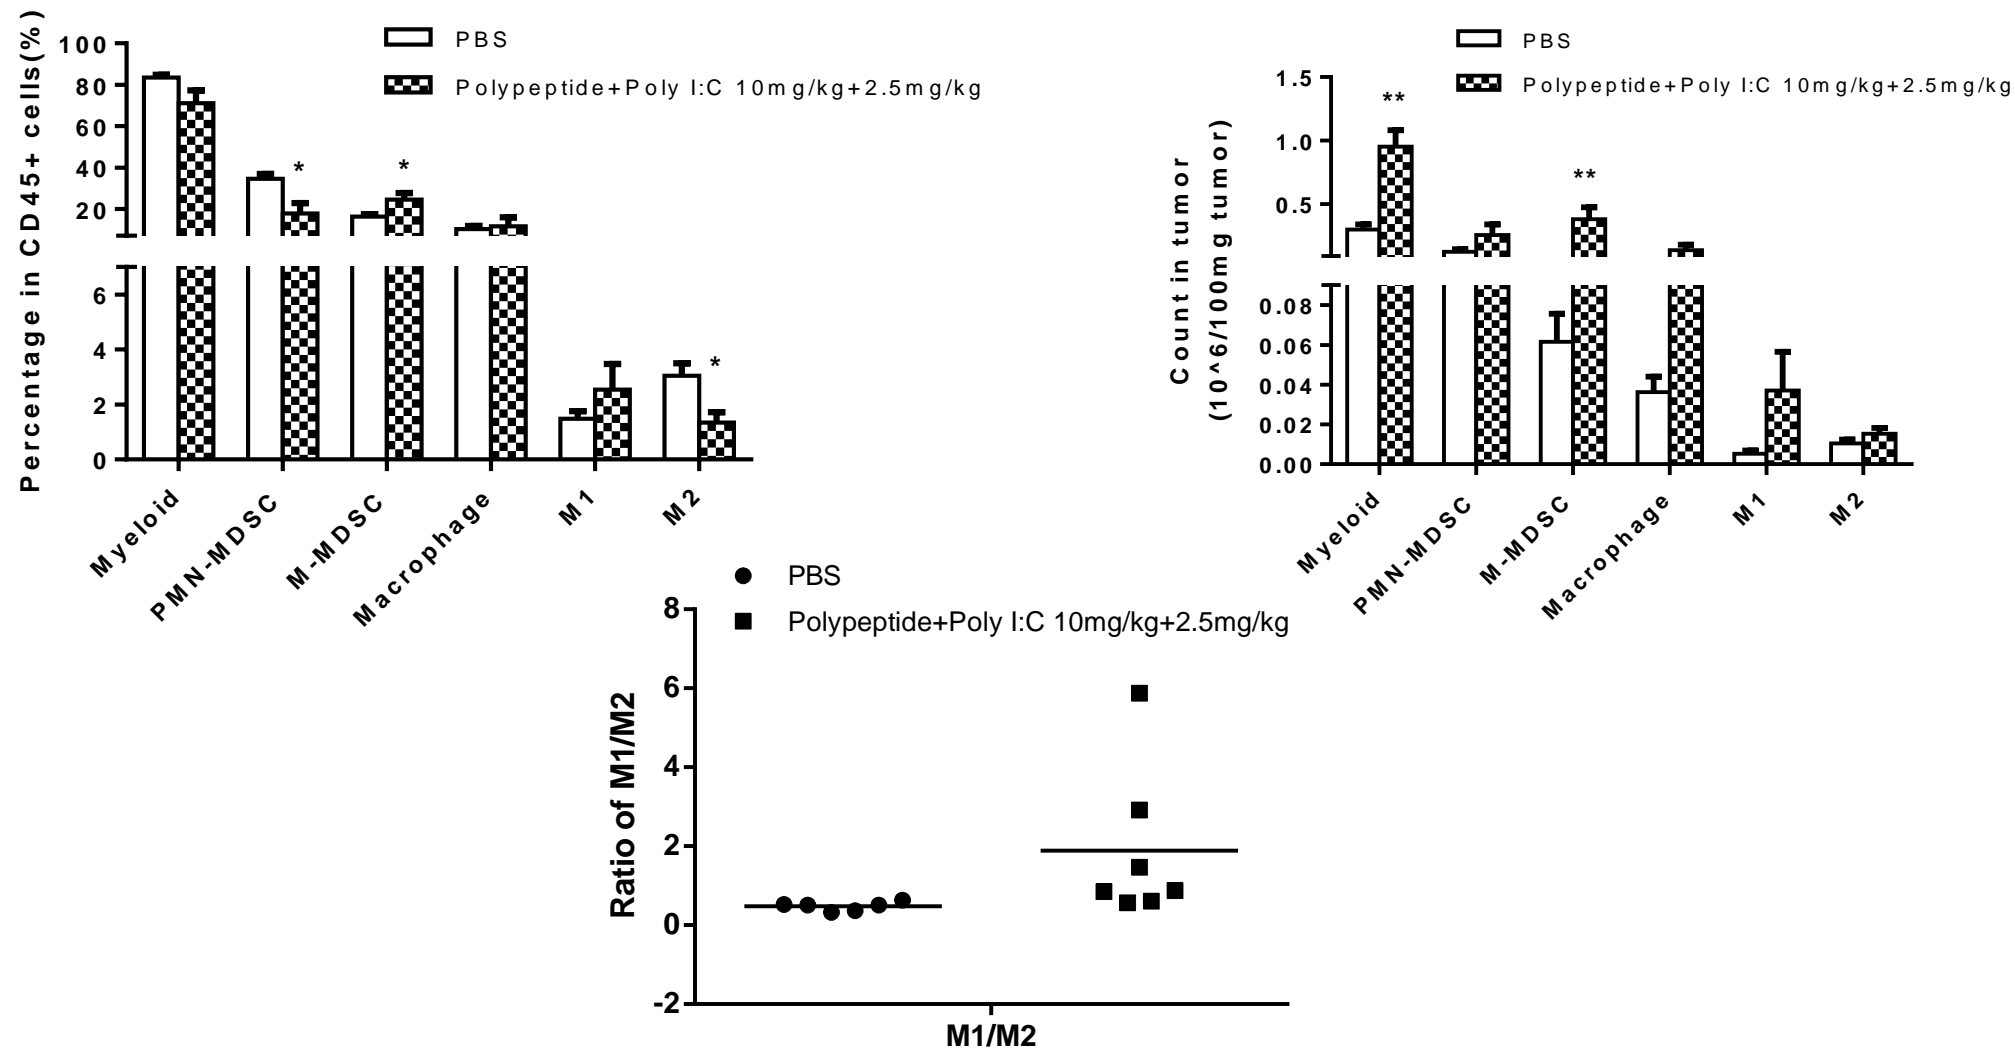 Percentage in CD45+ cells(%)
PBS
Polypeptide+Poly I:C 10mg/kg+2.5mg/kg
100
80
60
40
20
6
4
2
0
*
*
*
Myeloid
PMN-MDSC
M-MDSC
Macrophage
M1
M2
Count in tumor
(10^6/100mg tumor)
PBS
Polypeptide+Poly I:C 10mg/kg+2.5mg/kg
1.5
1.0
0.5
0.08
0.06
0.04
0.02
0.00
**
**
Myeloid
PMN-MDSC
M-MDSC
Macrophage
M1
M2
PBS
Polypeptide+Poly I:C 10mg/kg+2.5mg/kg
Ratio of M1/M2
8
6
4
2
0
-2
M1/M2